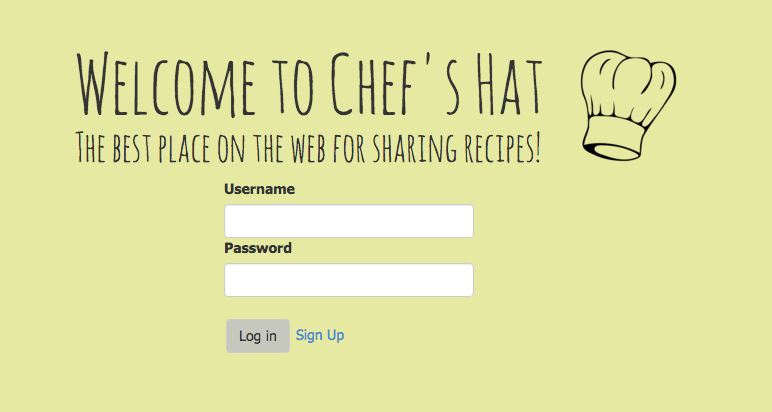 Welcome to Chef's Hat
The best place on the web for sharing recipes!
Username
Password
Log in Sign Up